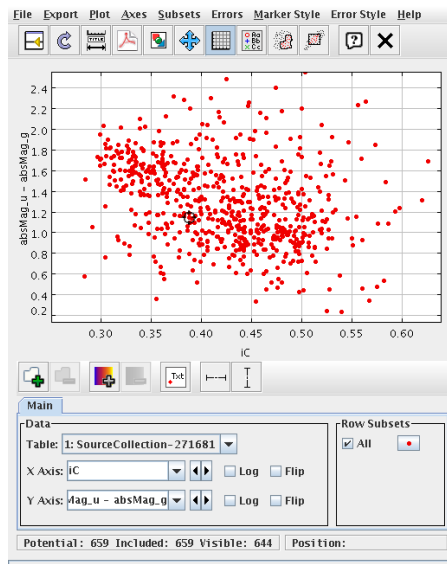 File Export Plot Axes Subsets Errors Marker Style Error Style Help
TITLE
Aa
Bb
Cc
2.4
2.2
2.0
1.8
1.6
1.4
1.2
1.0
0.8
0.6
0.4
0.2
absMag_u - absMag_g
0.30 0.35 0.40 0.45 0.50 0.55 0.60
iC
Txt
Main
Data
Row Subsets
Table: 1: SourceCollection-271681
All
X Axis: iC Log Flip
Y Axis: Mag_u - absMag_g Log Flip
Potential: 659 Included: 659 Visible: 644 Position: